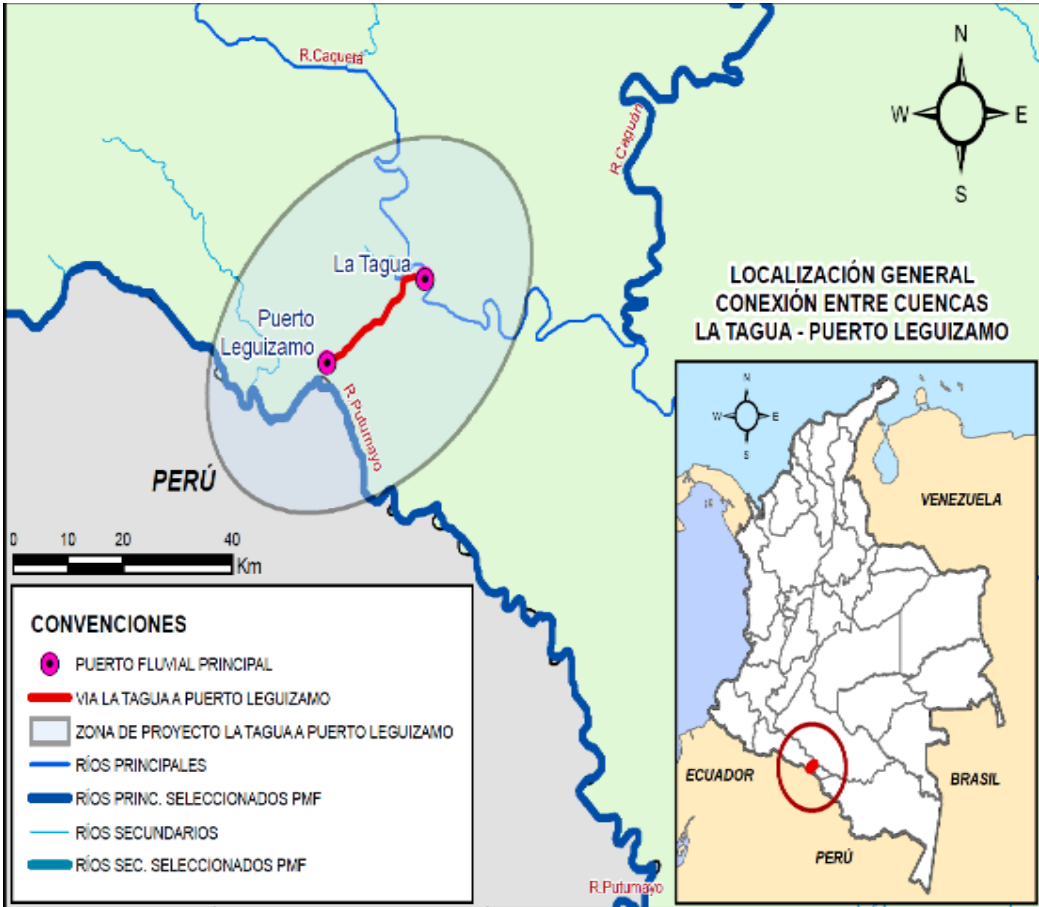 R.Caquetá
R.Caguán
N
W
E
S
La Tagua
Puerto
Leguizamo
R.Putumayo
PERÚ
0 10 20 40
Km
LOCALIZACIÓN GENERAL
CONEXIÓN ENTRE CUENCAS
LA TAGUA - PUERTO LEGUIZAMO
CONVENCIONES
PUERTO FLUVIAL PRINCIPAL
VIA LA TAGUA A PUERTO LEGUIZAMO
ZONA DE PROYECTO LA TAGUA A PUERTO LEGUIZAMO
RÍOS PRINCIPALES
RÍOS PRINC. SELECCIONADOS PMF
RÍOS SECUNDARIOS
RÍOS SEC. SELECCIONADOS PMF
R.Putumayo
N
W
E
S
VENEZUELA
ECUADOR
BRASIL
PERÚ